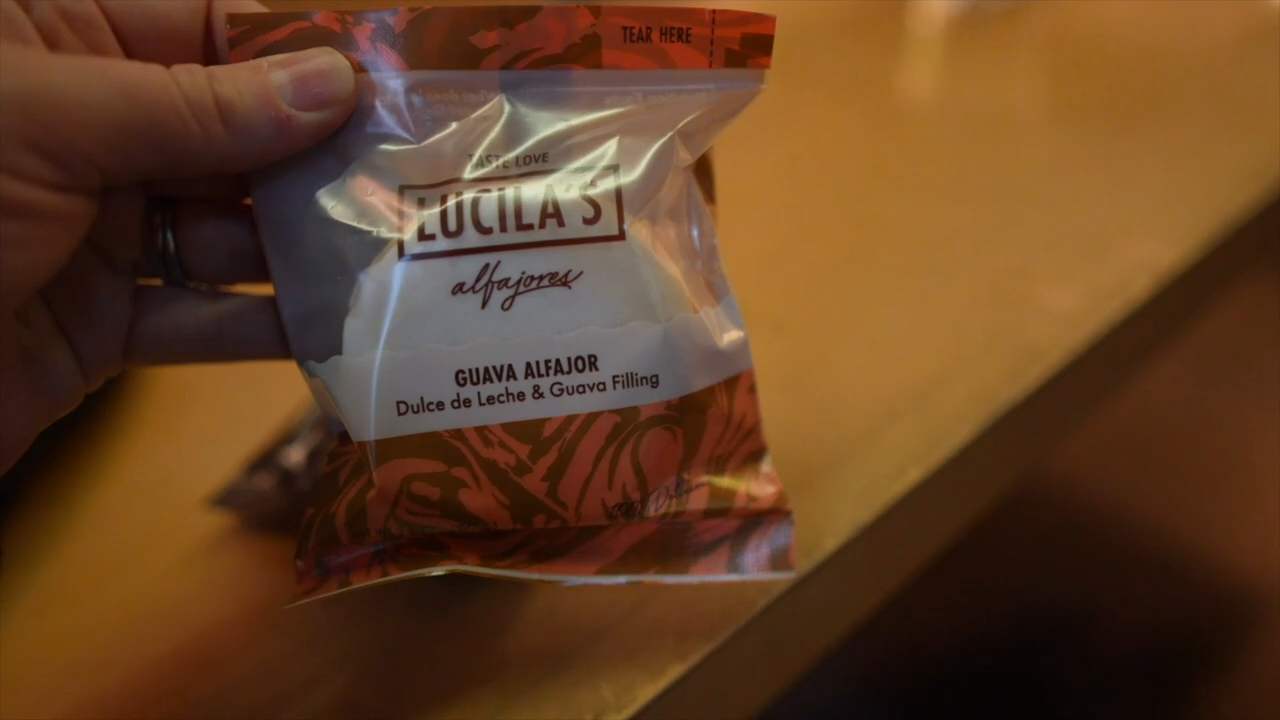 TEAR HERE
TASTE LOVE
LUCILA'S
alfajores
GUAVA ALFAJOR
Dulce de Leche & Guava Filling